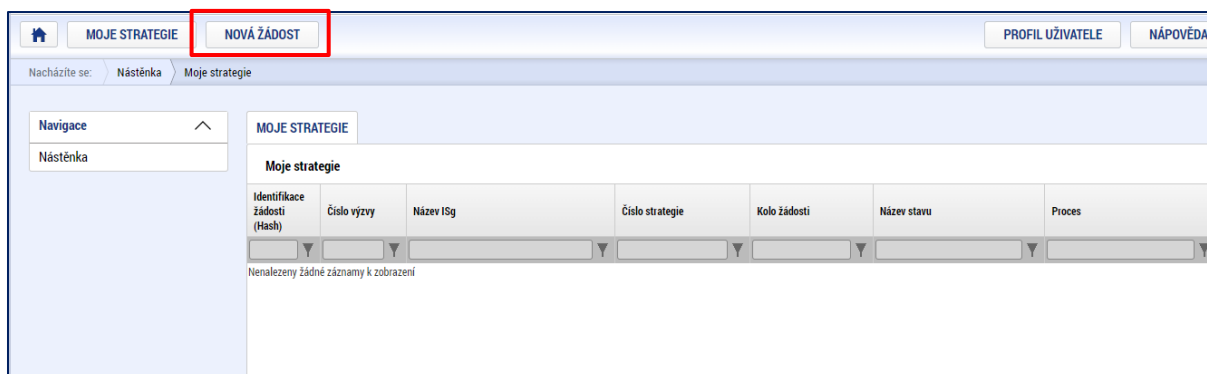 MOJE STRATEGIE NOVÁ ŽÁDOST PROFIL UŽIVATELE NÁPOVĚDA
Nacházíte se: Nástěnka Moje strategie
Navigace
Nástěnka
MOJE STRATEGIE
Moje strategie
Identifikace žádosti (Hash) Číslo výzvy Název ISg Číslo strategie Kolo žádosti Název stavu Proces
Nenalezeny žádné záznamy k zobrazení